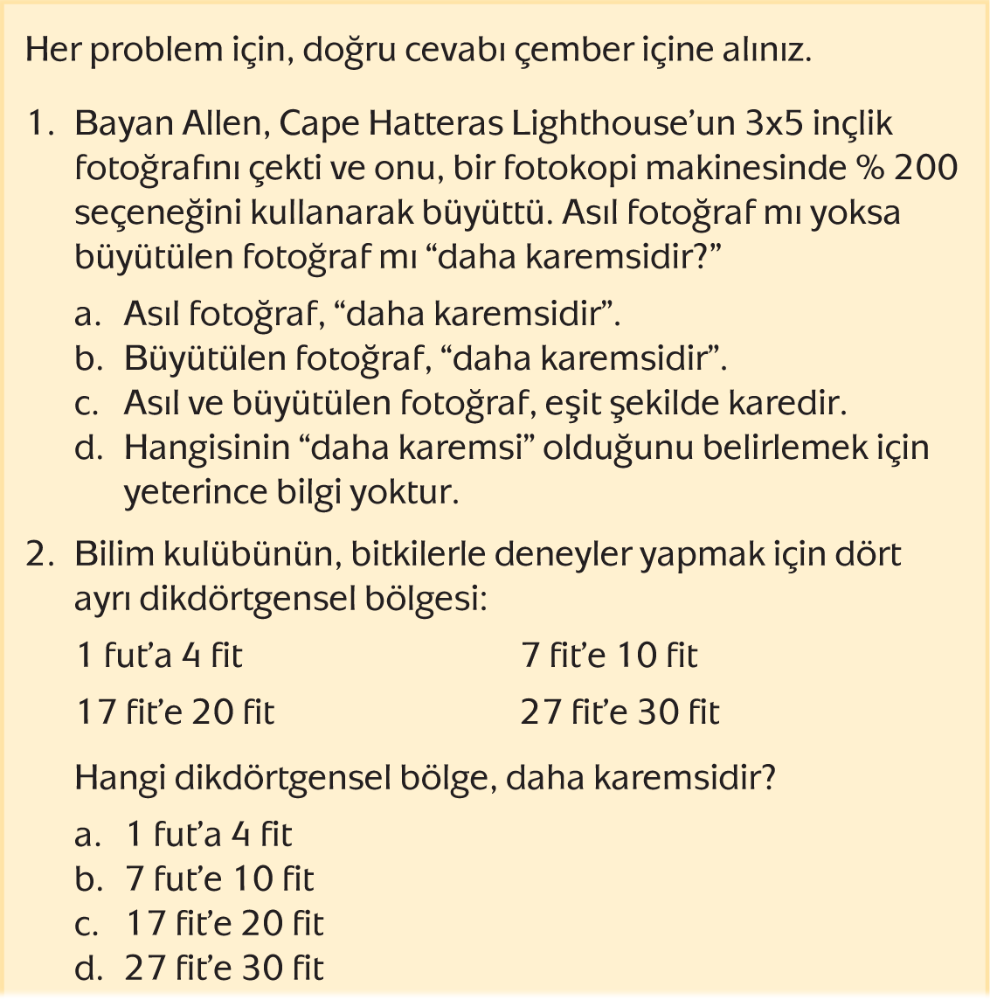 Her problem için, doğru cevabı çember içine alınız.
1. Bayan Allen, Cape Hatteras Lighthouse’un 3x5 inçlik
fotoğrafını çekti ve onu, bir fotokopi makinesinde % 200
seçeneğini kullanarak büyüttü. Asıl fotoğraf mı yoksa
büyütülen fotoğraf mı “daha karemsidir?”
a. Asıl fotoğraf, “daha karemsidir”.
b. Büyütülen fotoğraf, “daha karemsidir”.
c. Asıl ve büyütülen fotoğraf, eşit şekilde karedir.
d. Hangisinin “daha karemsi” olduğunu belirlemek için
yeterince bilgi yoktur.
2. Bilim kulübünün, bitkilerle deneyler yapmak için dört
ayrı dikdörtgensel bölgesi:
1 fut’a 4 fit 7 fit’e 10 fit
17 fit’e 20 fit 27 fit’e 30 fit
Hangi dikdörtgensel bölge, daha karemsidir?
a. 1 fut’a 4 fit
b. 7 fut’e 10 fit
c. 17 fit’e 20 fit
d. 27 fit’e 30 fit